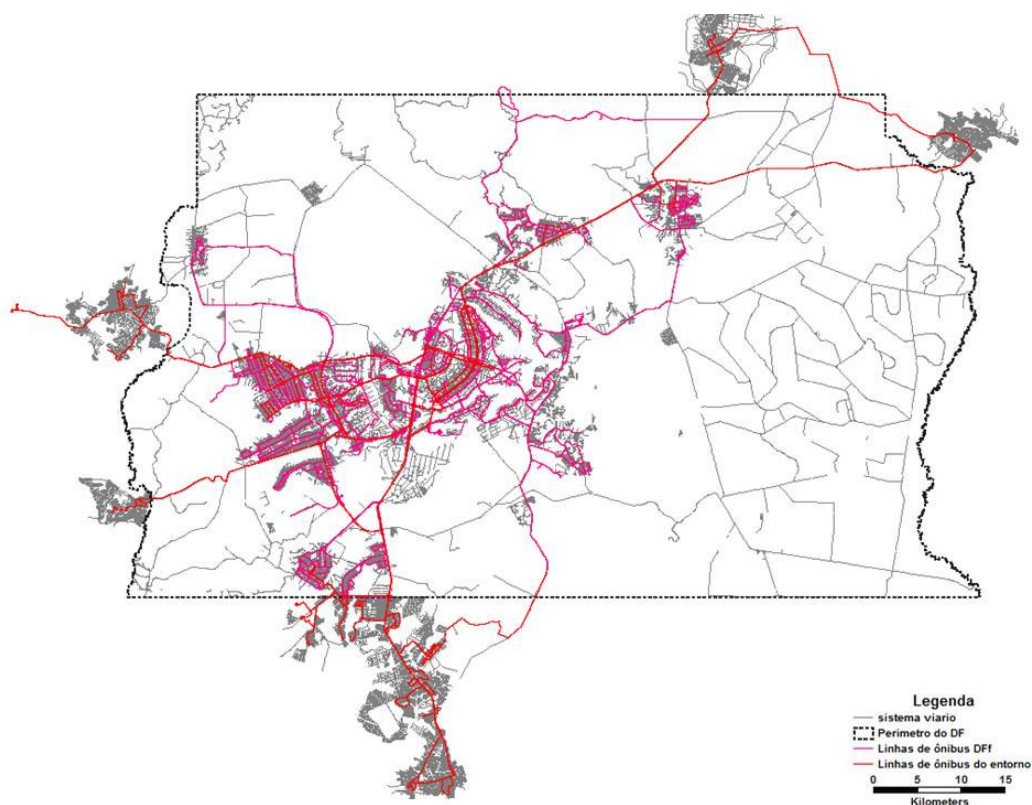 Legenda
sistema viario
Perimetro do DF
Linhas de ônibus DFf
Linhas de ônibus do entorno
0 5 10 15
Kilometers